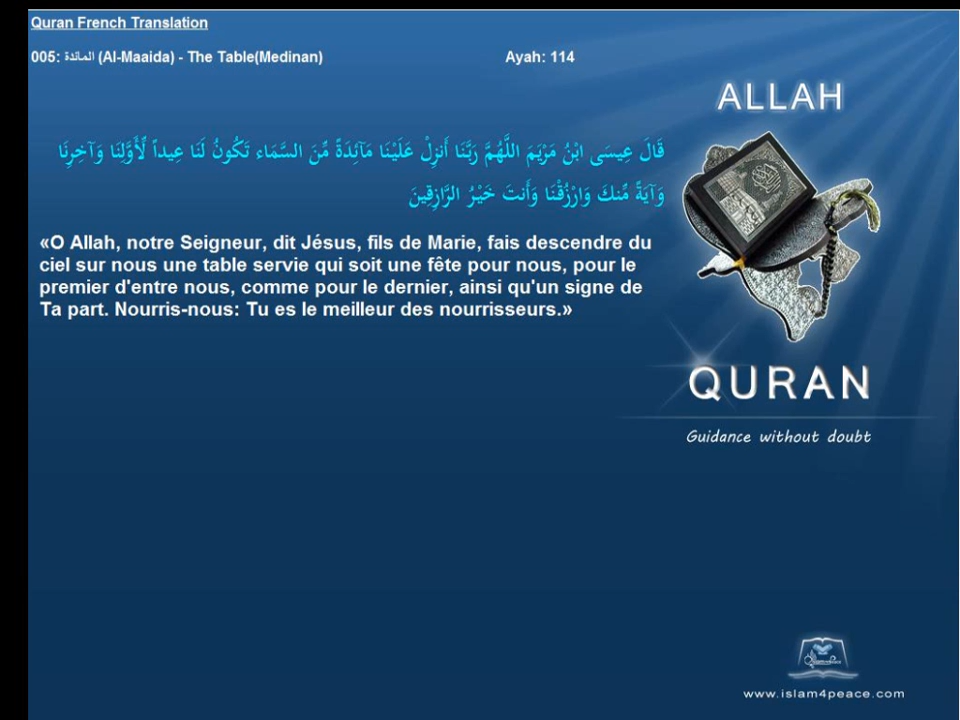 Quran French Translation
005: المائدة (Al-Maaida) - The Table(Medinan) Ayah: 114
ALLAH
قَالَ عِيسَى ابْنُ مَرْيَمَ اللَّهُمَّ رَبَّنَا أَنزِلْ عَلَيْنَا مَآئِدَةً مِّنَ السَّمَاء تَكُونُ لَنَا عِيداً لِّأَوَّلِنَا وَآخِرِنَا
وَآيَةً مِّنكَ وَارْزُقْنَا وَأَنتَ خَيْرُ الرَّازِقِينَ
«O Allah, notre Seigneur, dit Jésus, fils de Marie, fais descendre du
ciel sur nous une table servie qui soit une fête pour nous, pour le
premier d'entre nous, comme pour le dernier, ainsi qu'un signe de
Ta part. Nourris-nous: Tu es le meilleur des nourrisseurs.»
QURAN
Guidance without doubt
www.islam4peace.com